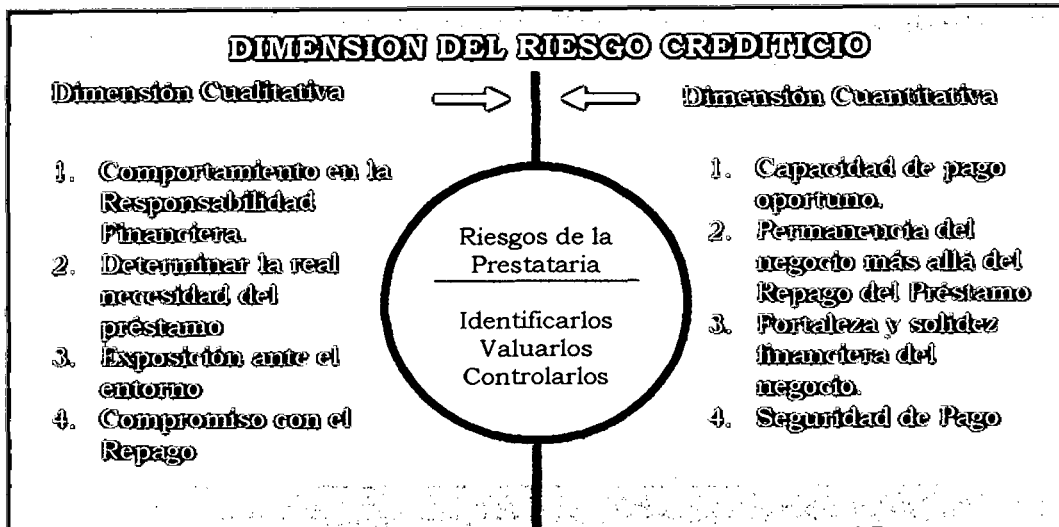 DIMENSION DEL RIESGO CREDITICIO
Dimensión Cualitativa
1. Comportamiento en la
Responsabilidad
Financiera.
2. Determinar la real
necesidad del
préstamo
3. Exposición ante el
entorno
4. Compromiso con el
Repago
Riesgos de la
Prestataria
Identificarlos
Valuarlos
Controlarlos
Dimensión Cuantitativa
1. Capacidad de pago
oportuno.
2. Permanencia del
negocio más allá del
Repago del Préstamo
3. Fortaleza y solidez
financiera del
negocio.
4. Seguridad de Pago